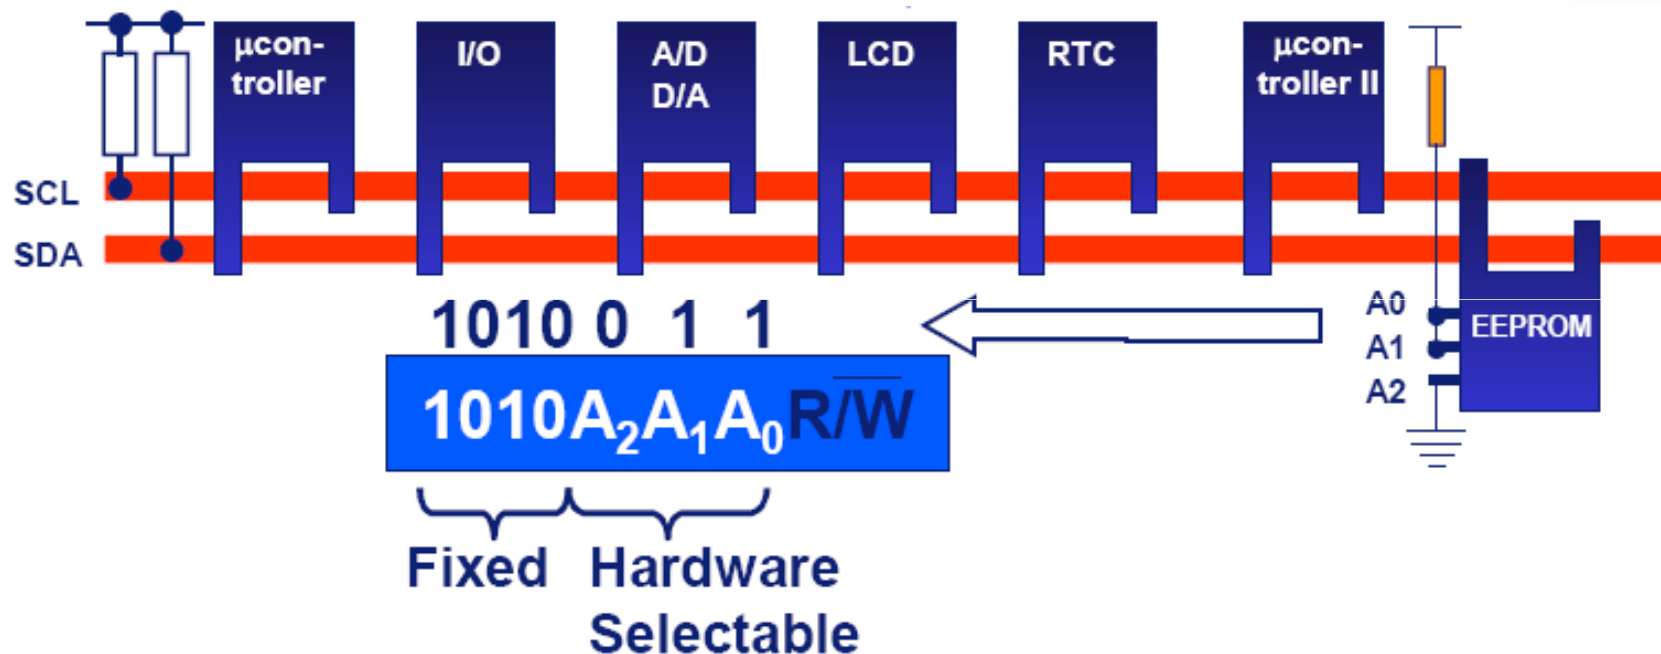 μcon-
troller
I/O
A/D
D/A
LCD
RTC
μcon-
troller II
SCL
SDA
1010 0 1 1
1010A₂A₁A₀R/W̅
Fixed
Hardware
Selectable
A0
A1
A2
EEPROM